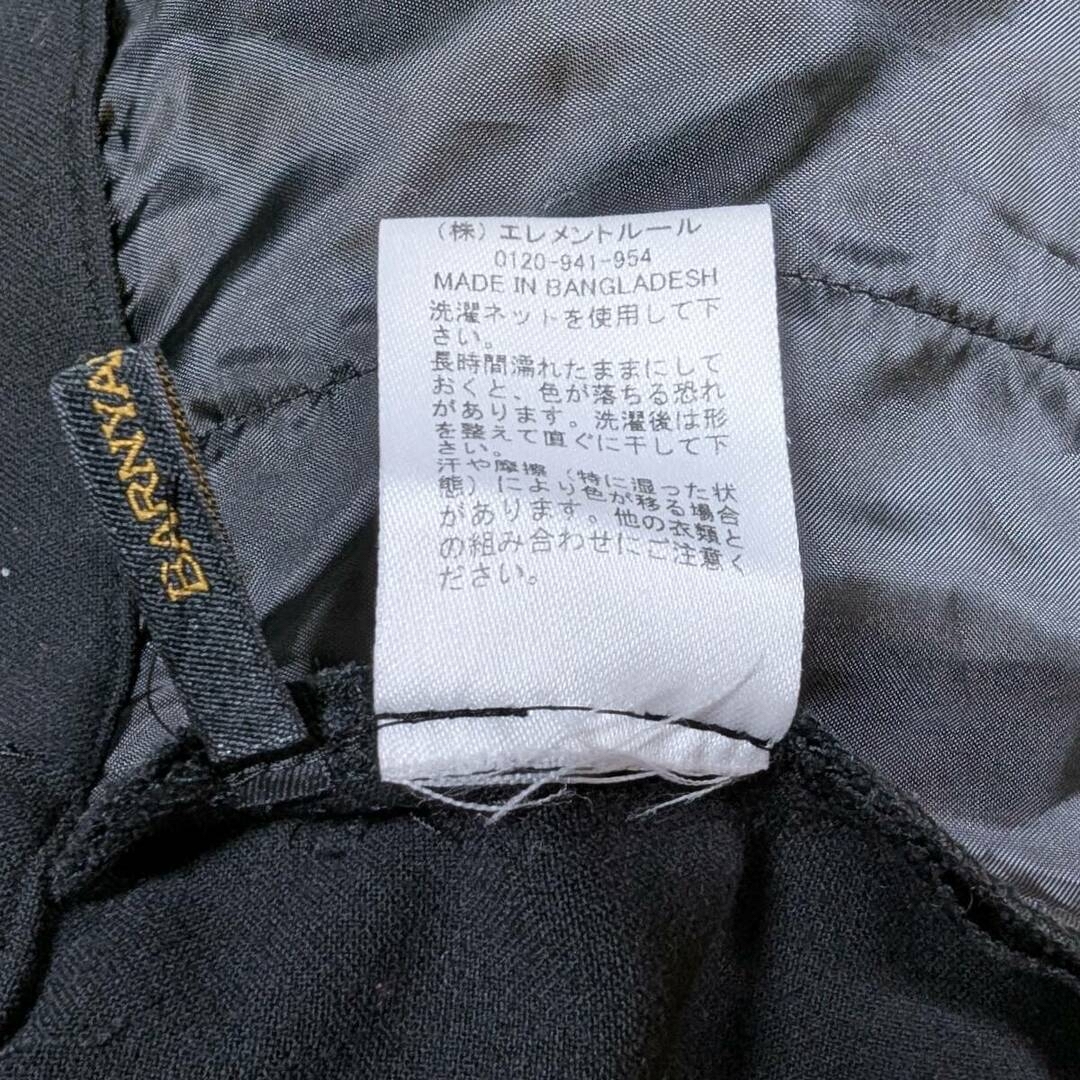 (株) エレメントルール
0120-941-954
MADE IN BANGLADESH
洗濯ネットを使用して下
さい。
長時間濡れたままにして
おくと、色が落ちる恐れ
があります。洗濯後は形
を整えて直ぐに干して下
さい。
汗や摩擦(特に湿った状
態)により色が移る場合
があります。他の衣類と
の組み合わせにご注意く
ださい。
BARNYA